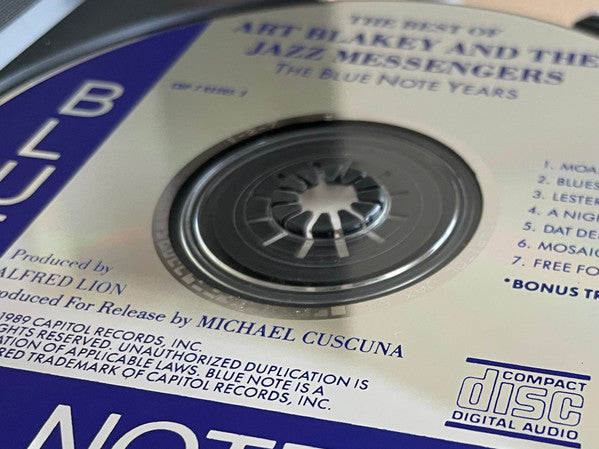 THE BEST OF
ART BLAKEY AND THE
JAZZ MESSENGERS
THE BLUE NOTE YEARS
BLU
1. MOA
2. BLUES
3. LESTER
4. A NIGH
5. DAT DE
6. MOSAIC
7. FREE FO
*BONUS TR
Produced by
ALFRED LION
oduced For Release by MICHAEL CUSCUNA
1989 CAPITOL RECORDS, INC.
GHTS RESERVED. UNAUTHORIZED DUPLICATION IS
ATION OF APPLICABLE LAWS. BLUE NOTE IS A
RED TRADEMARK OF CAPITOL RECORDS, INC.
COMPACT
disc
DIGITAL AUDIO
NOTE